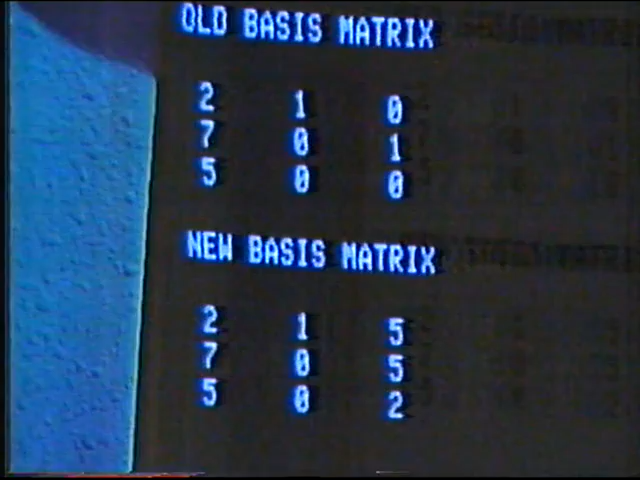 OLD BASIS MATRIX
2 1 0
7 0 1
5 0 0
NEW BASIS MATRIX
2 1 5
7 0 5
5 0 2